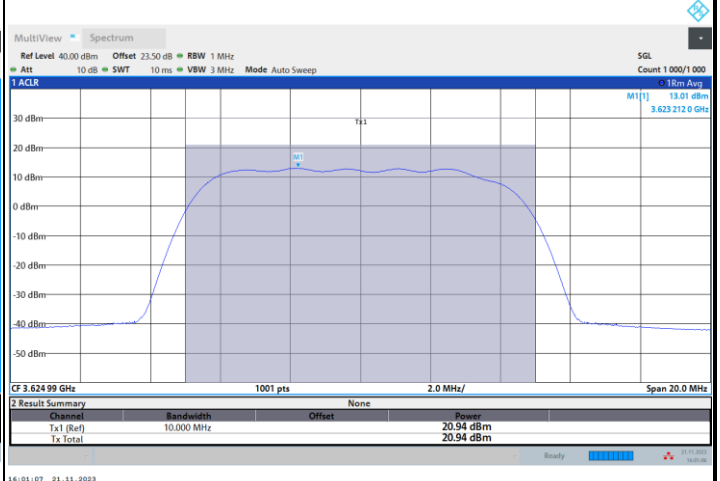 MultiView Spectrum
Ref Level 40.00 dBm Offset 23.50 dB RBW 1 MHz SGL
Att 10 dB SWT 10 ms VBW 3 MHz Mode Auto Sweep Count 1000/1000
1 ACLR 1Rm Avg
M1[1] 13.01 dBm
3.623 212 0 GHz
30 dBm
Tx1
20 dBm
M1
10 dBm
0 dBm
-10 dBm
-20 dBm
-30 dBm
-40 dBm
-50 dBm
CF 3.624 99 GHz 1001 pts 2.0 MHz/ Span 20.0 MHz
2 Result Summary None
Channel Bandwidth Offset Power
Tx1 (Ref) 10.000 MHz 20.94 dBm
Tx Total 20.94 dBm
Ready 21.11.2023
16:01:07 21.11.2023